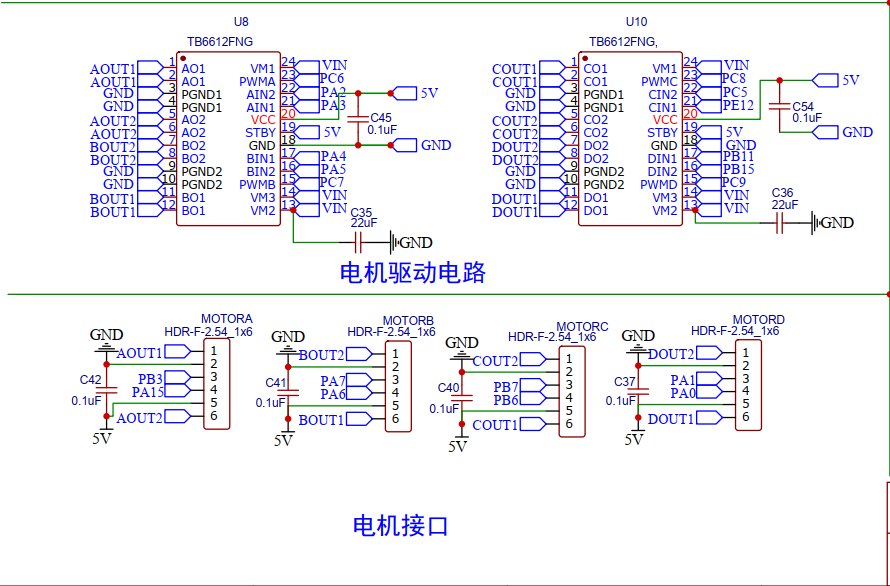 U8
TB6612FNG
AOUT1 1 AO1 VM1 24 VIN
AOUT1 2 AO1 PWMA 23 PC6
GND 3 PGND1 AIN2 22 PA2
GND 4 PGND1 AIN1 21 PA3
AOUT2 5 AO2 VCC 20
AOUT2 6 AO2 STBY 19 5V
BOUT2 7 BO2 GND 18
BOUT2 8 BO2 BIN1 17 PA4
GND 9 PGND2 BIN2 16 PA5
GND 10 PGND2 PWMB 15 PC7
BOUT1 11 BO1 VM3 14 VIN
BOUT1 12 BO1 VM2 13 VIN
5V
C45
0.1uF
GND
C35
22uF
GND
U10
TB6612FNG,
COUT1 1 CO1 VM1 24 VIN
COUT1 2 CO1 PWMC 23 PC8
GND 3 PGND1 CIN2 22 PC5
GND 4 PGND1 CIN1 21 PE12
COUT2 5 CO2 VCC 20
COUT2 6 CO2 STBY 19 5V
DOUT2 7 DO2 GND 18 GND
DOUT2 8 DO2 DIN1 17 PB11
GND 9 PGND2 DIN2 16 PB15
GND 10 PGND2 PWMD 15 PC9
DOUT1 11 DO1 VM3 14 VIN
DOUT1 12 DO1 VM2 13 VIN
5V
C54
0.1uF
GND
C36
22uF
GND
电机驱动电路
MOTORA
HDR-F-2.54_1x6
GND
AOUT1 1
2
PB3 3
PA15 4
5
AOUT2 6
C42
0.1uF
5V
MOTORB
HDR-F-2.54_1x6
GND
BOUT2 1
2
PA7 3
PA6 4
5
BOUT1 6
C41
0.1uF
5V
MOTORC
HDR-F-2.54_1x6
GND
COUT2 1
2
PB7 3
PB6 4
5
COUT1 6
C40
0.1uF
5V
MOTORD
HDR-F-2.54_1x6
GND
DOUT2 1
2
PA1 3
PA0 4
5
DOUT1 6
C37
0.1uF
5V
电机接口